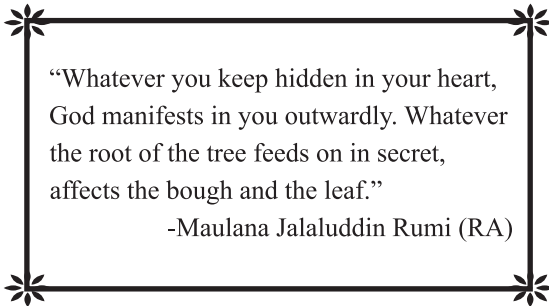 “Whatever you keep hidden in your heart,
God manifests in you outwardly. Whatever
the root of the tree feeds on in secret,
affects the bough and the leaf.”
-Maulana Jalaluddin Rumi (RA)